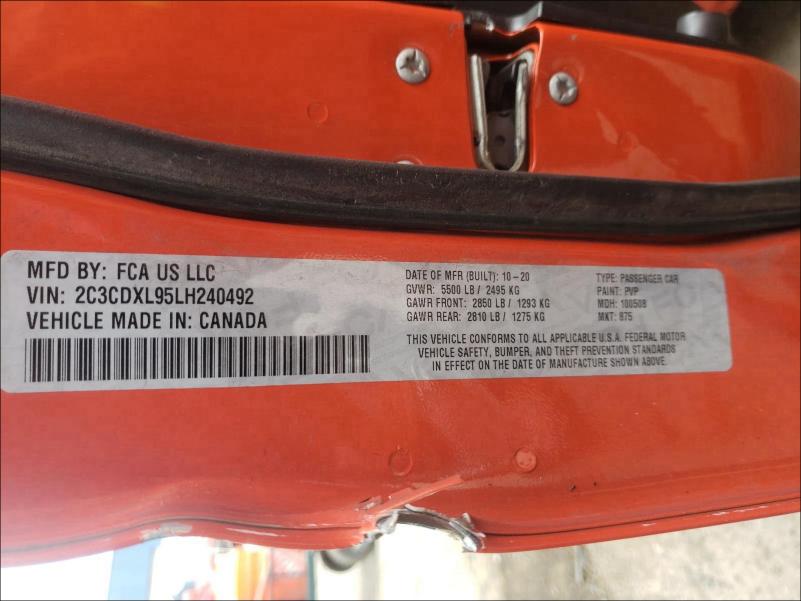 MFD BY: FCA US LLC
VIN: 2C3CDXL95LH240492
VEHICLE MADE IN: CANADA
DATE OF MFR (BUILT): 10-20
GVWR: 5500 LB / 2495 KG
GAWR FRONT: 2850 LB / 1293 KG
GAWR REAR: 2810 LB / 1275 KG
TYPE: PASSENGER CAR
PAINT: PVP
MDH: 100508
MKT: B75
THIS VEHICLE CONFORMS TO ALL APPLICABLE U.S.A. FEDERAL MOTOR
VEHICLE SAFETY, BUMPER, AND THEFT PREVENTION STANDARDS
IN EFFECT ON THE DATE OF MANUFACTURE SHOWN ABOVE.